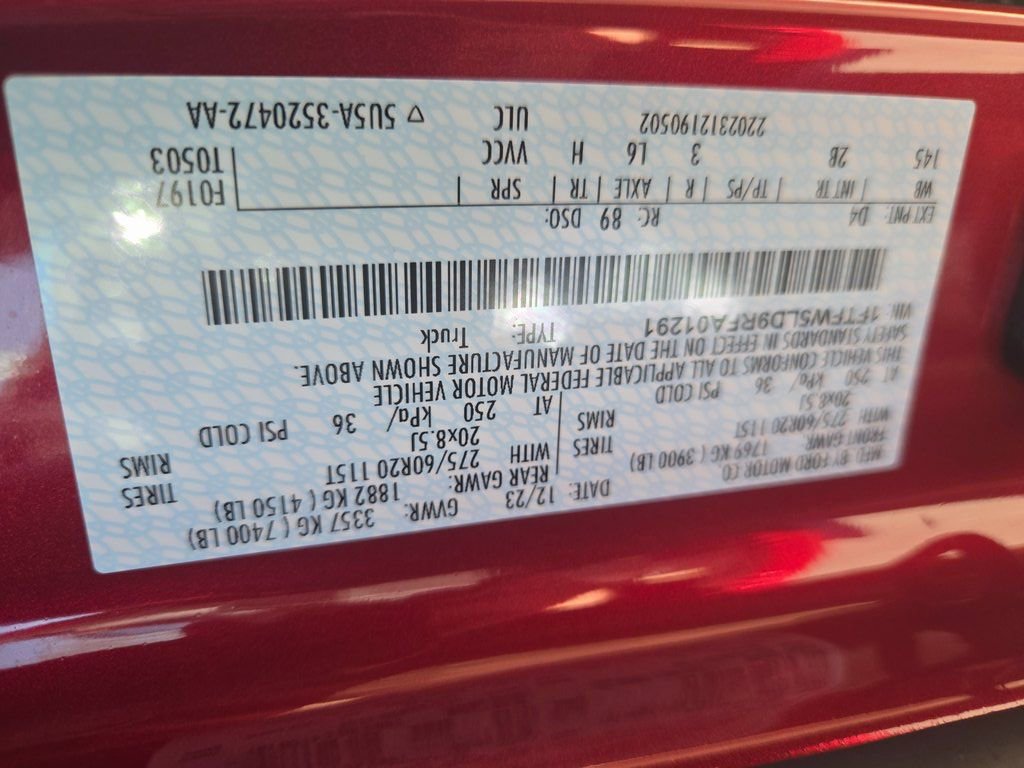 MFD. BY FORD MOTOR CO
DATE: 12/23 GVWR: 3357 KG ( 7400 LB)
FRONT GAWR: REAR GAWR:
1769 KG ( 3900 LB) 1882 KG ( 4150 LB)
WITH TIRES WITH TIRES
275/60R20 115T 275/60R20 115T
20x8.5J RIMS 20x8.5J RIMS
AT 250 kPa/ 36 PSI COLD AT 250 kPa/ 36 PSI COLD
THIS VEHICLE CONFORMS TO ALL APPLICABLE FEDERAL MOTOR VEHICLE
SAFETY STANDARDS IN EFFECT ON THE DATE OF MANUFACTURE SHOWN ABOVE.
VIN: 1FTFW5LD9RFA01291 TYPE: Truck
EXT PNT: D4 RC: 89 DSO:
WB | INT TR | TP/PS | R | AXLE | TR | SPR | F0197
145 2B 3 L6 H VVCC T0503
2202312190502 ULC ▽ 5U5A-3520472-AA